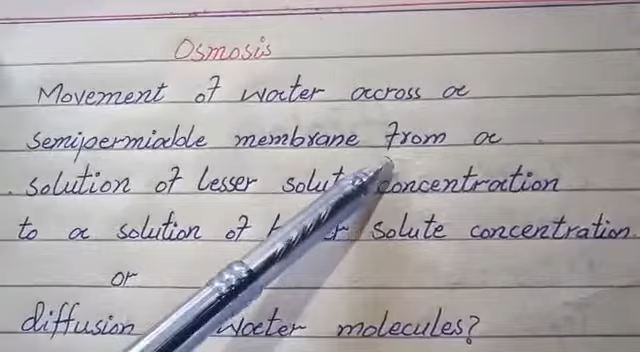 Osmosis
Movement of water across a
semipermiable membrane from a
solution of lesser solute concentration
to a solution of solute concentration
or
diffusion water molecules?